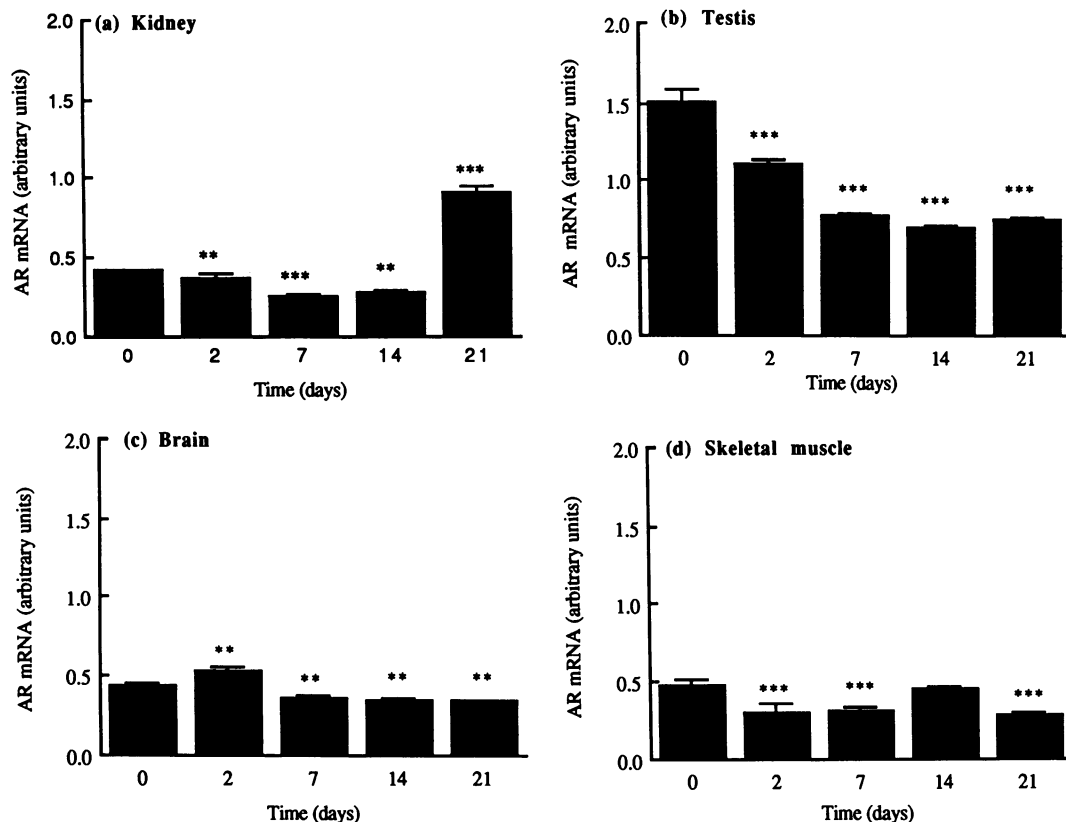 (a) Kidney
AR mRNA (arbitrary units)
2.0
1.5
1.0
0.5
0.0
**
***
**
***
0 2 7 14 21
Time (days)
(b) Testis
AR mRNA (arbitrary units)
2.0
1.5
1.0
0.5
0.0
***
***
***
***
0 2 7 14 21
Time (days)
(c) Brain
AR mRNA (arbitrary units)
2.0
1.5
1.0
0.5
0.0
**
**
**
**
0 2 7 14 21
Time (days)
(d) Skeletal muscle
AR mRNA (arbitrary units)
2.0
1.5
1.0
0.5
0.0
***
***
***
0 2 7 14 21
Time (days)